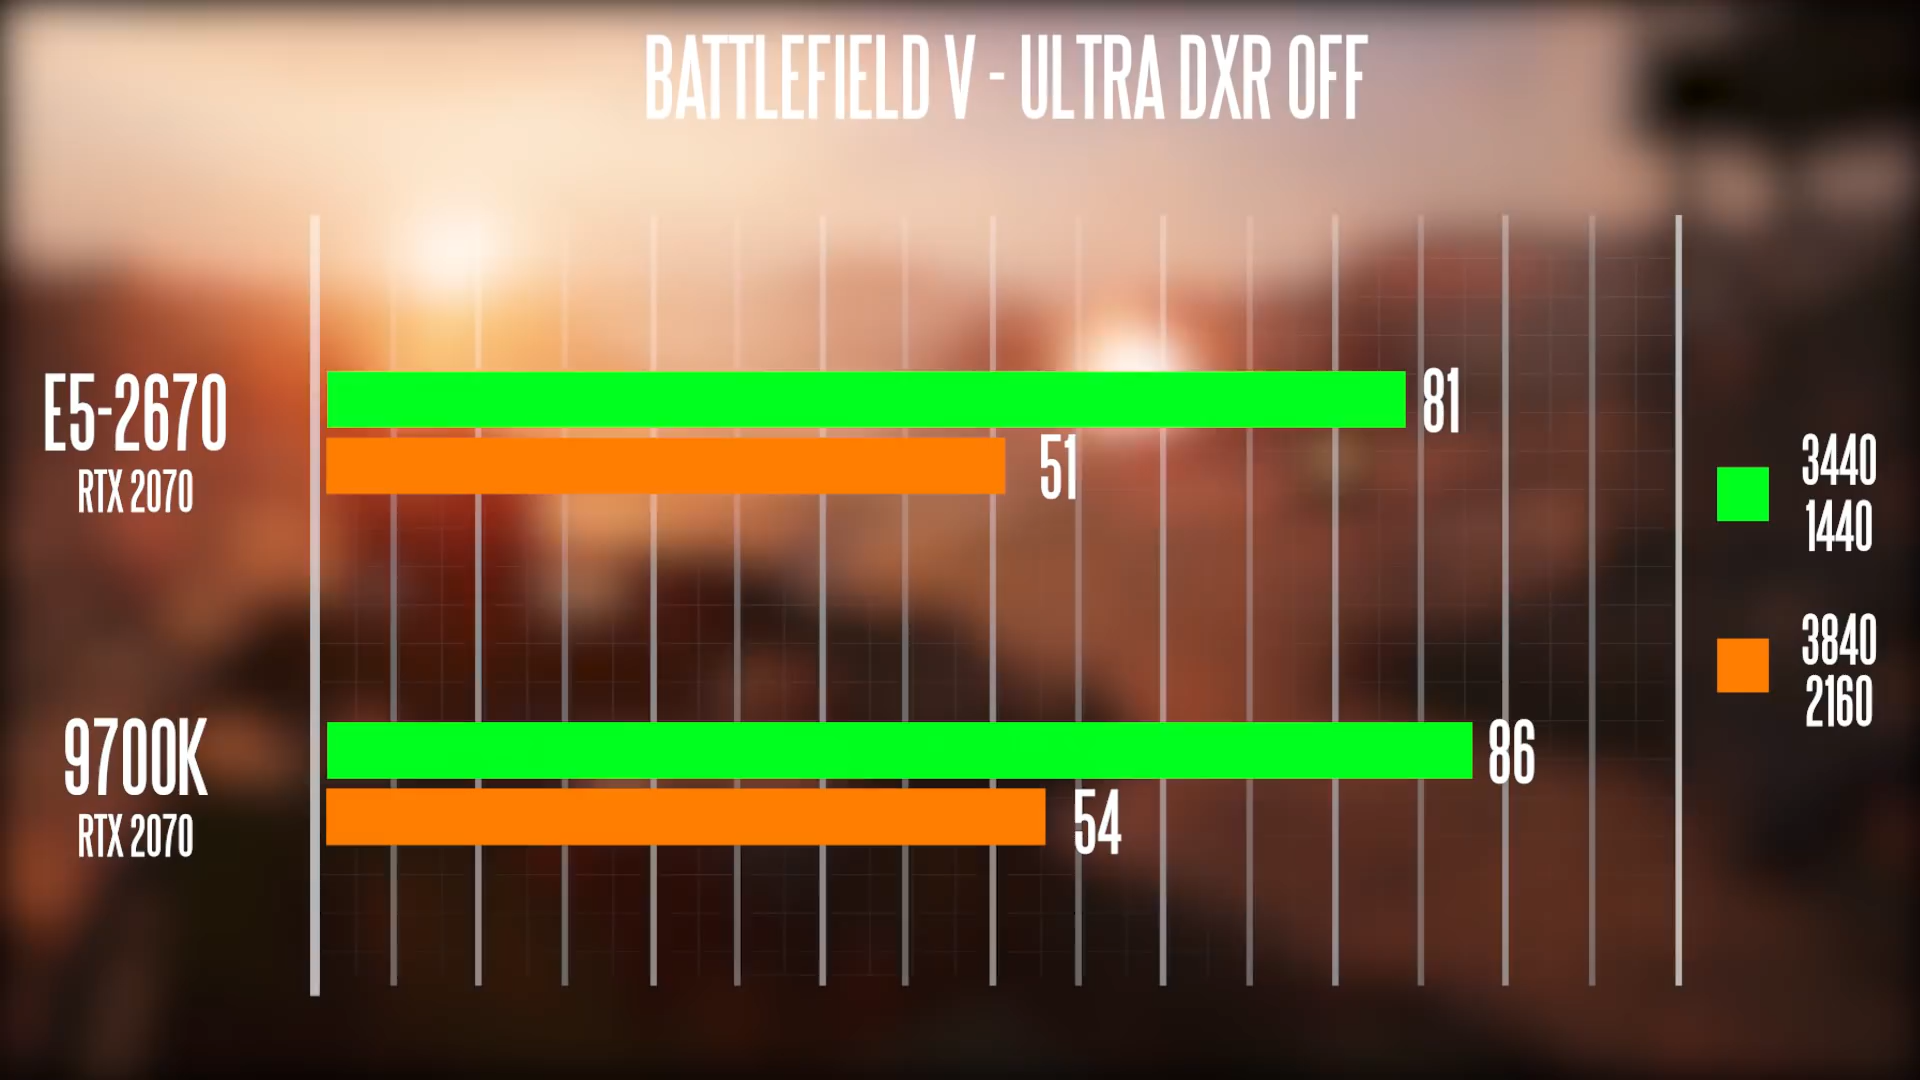 BATTLEFIELD V - ULTRA DXR OFF
E5-2670
RTX 2070
81
51
3440
1440
3840
2160
9700K
RTX 2070
86
54